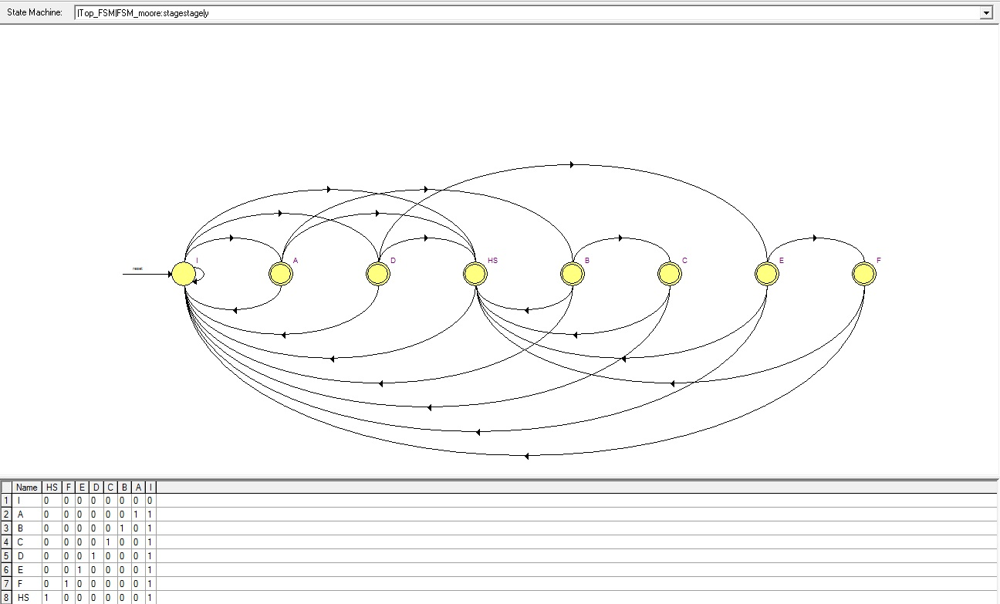 State Machine: |Top_FSM|FSM_moore:stagestage|y
reset
I A D HS B C E F
Name HS F E D C B A I
1 I 0 0 0 0 0 0 0 0
2 A 0 0 0 0 0 0 1 1
3 B 0 0 0 0 0 1 0 1
4 C 0 0 0 0 1 0 0 1
5 D 0 0 0 1 0 0 0 1
6 E 0 0 1 0 0 0 0 1
7 F 0 1 0 0 0 0 0 1
8 HS 1 0 0 0 0 0 0 1